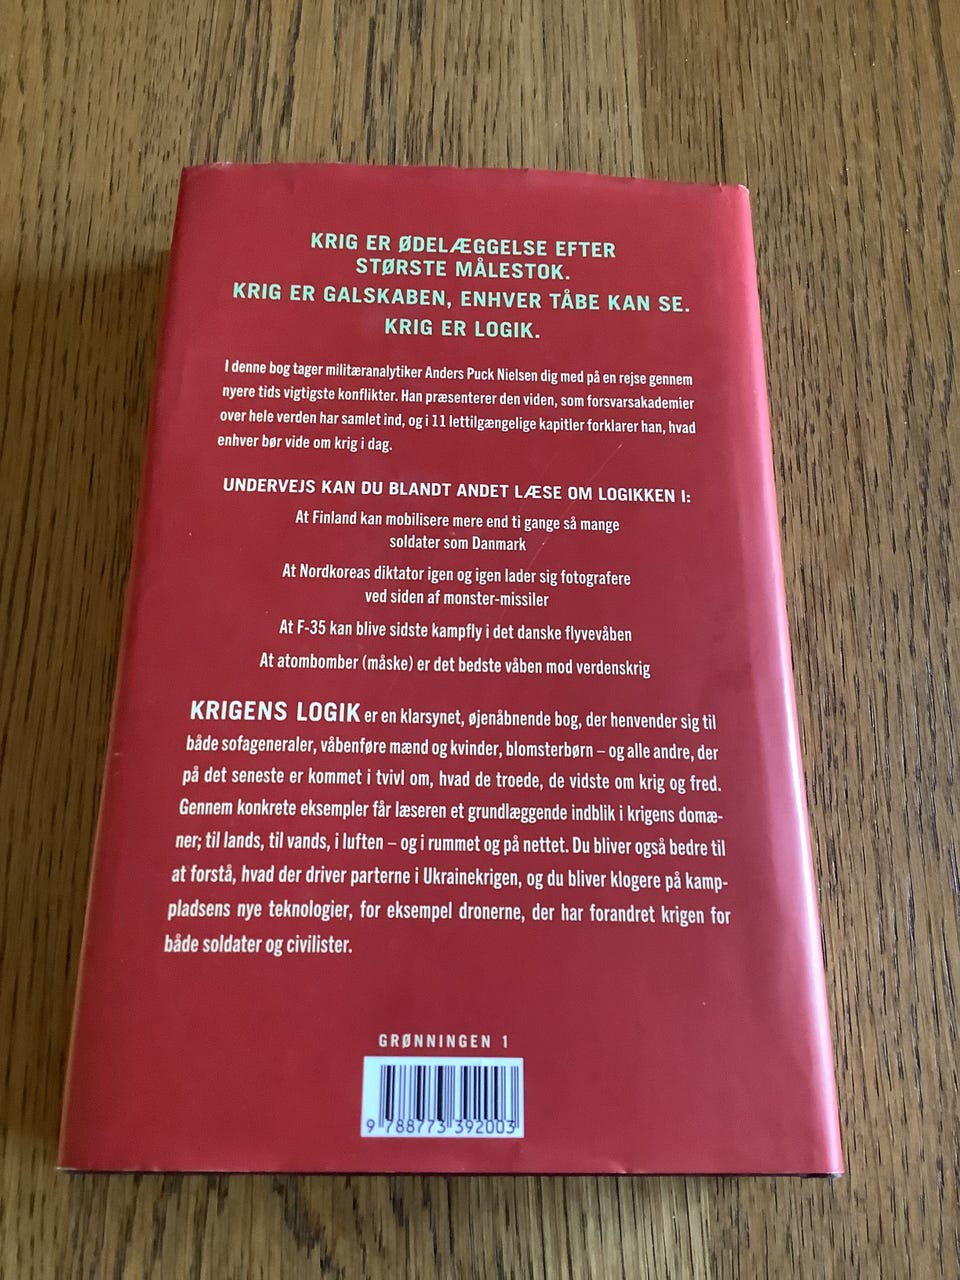 KRIG ER ØDELÆGGELSE EFTER
STØRSTE MÅLESTOK.
KRIG ER GALSKABEN, ENHVER TÅBE KAN SE.
KRIG ER LOGIK.
I denne bog tager militæranalytiker Anders Puck Nielsen dig med på en rejse gennem
nyere tids vigtigste konflikter. Han præsenterer den viden, som forsvarsakademier
over hele verden har samlet ind, og i 11 lettilgængelige kapitler forklarer han, hvad
enhver bør vide om krig i dag.
UNDERVEJS KAN DU BLANDT ANDET LÆSE OM LOGIKKEN I:
At Finland kan mobilisere mere end ti gange så mange
soldater som Danmark
At Nordkoreas diktator igen og igen lader sig fotografere
ved siden af monster-missiler
At F-35 kan blive sidste kampfly i det danske flyvevåben
At atombomber (måske) er det bedste våben mod verdenskrig
KRIGENS LOGIK er en klarsynet, øjenåbnende bog, der henvender sig til
både sofageneraler, våbenføre mænd og kvinder, blomsterbørn – og alle andre, der
på det seneste er kommet i tvivl om, hvad de troede, de vidste om krig og fred.
Gennem konkrete eksempler får læseren et grundlæggende indblik i krigens domæ-
ner; til lands, til vands, i luften – og i rummet og på nettet. Du bliver også bedre til
at forstå, hvad der driver parterne i Ukrainekrigen, og du bliver klogere på kamp-
pladsens nye teknologier, for eksempel dronerne, der har forandret krigen for
både soldater og civilister.
GRØNNINGEN 1
9 788773 392003